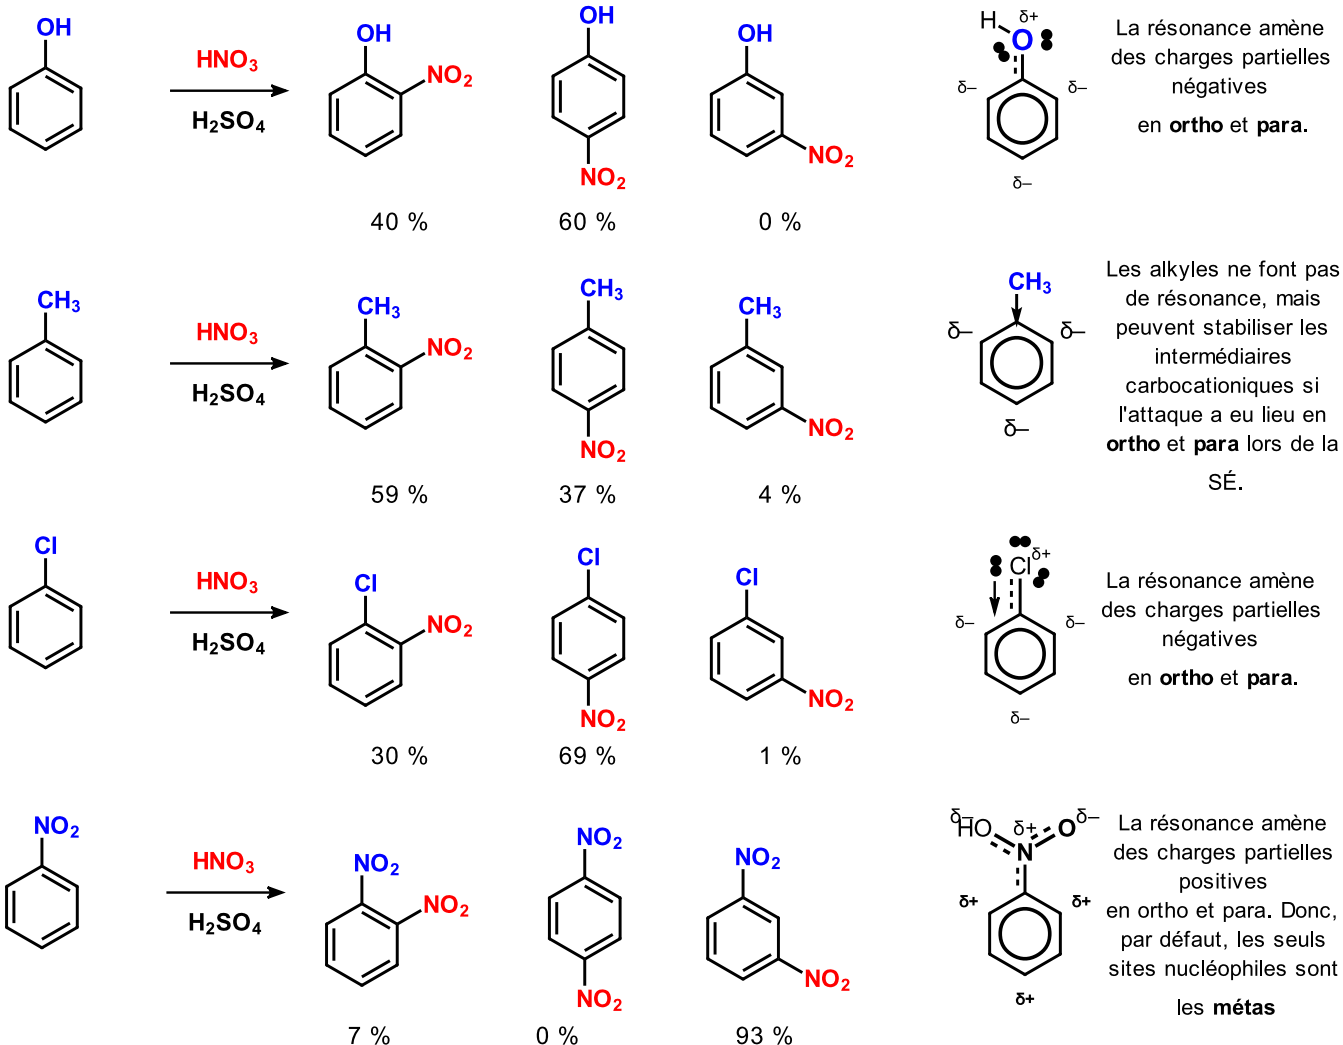 OH
HNO₃
H₂SO₄
OH
NO₂
OH
NO₂
OH
NO₂
40 %
60 %
0 %
H
δ+
O
δ–
δ–
δ–
La résonance amène
des charges partielles
négatives
en ortho et para.
CH₃
HNO₃
H₂SO₄
CH₃
NO₂
CH₃
NO₂
CH₃
NO₂
59 %
37 %
4 %
CH₃
δ–
δ–
δ–
Les alkyles ne font pas
de résonance, mais
peuvent stabiliser les
intermédiaires
carbocationiques si
l'attaque a eu lieu en
ortho et para lors de la
SÉ.
Cl
HNO₃
H₂SO₄
Cl
NO₂
Cl
NO₂
Cl
NO₂
30 %
69 %
1 %
Cl
δ+
δ–
δ–
δ–
La résonance amène
des charges partielles
négatives
en ortho et para.
NO₂
HNO₃
H₂SO₄
NO₂
NO₂
NO₂
NO₂
NO₂
NO₂
7 %
0 %
93 %
δ–
HO
δ+
O
δ–
N
δ+
δ+
δ+
La résonance amène
des charges partielles
positives
en ortho et para. Donc,
par défaut, les seuls
sites nucléophiles sont
les métas